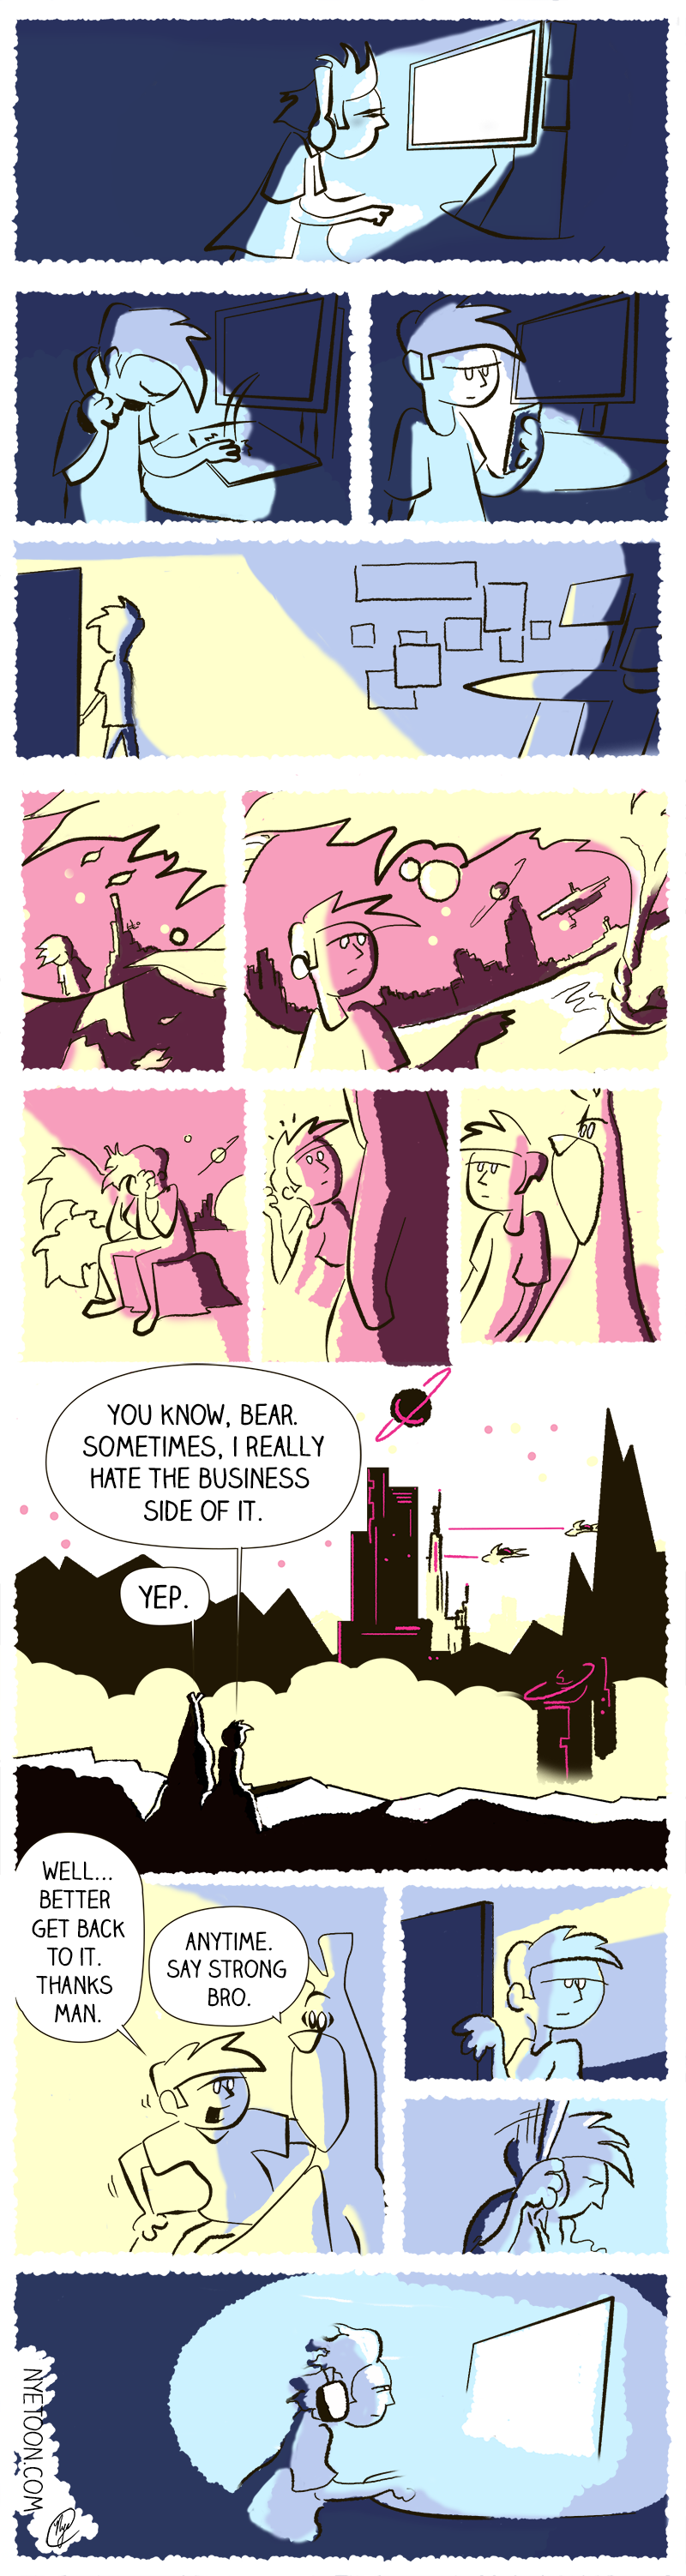 YOU KNOW, BEAR.
SOMETIMES, I REALLY
HATE THE BUSINESS
SIDE OF IT.
YEP.
WELL...
BETTER
GET BACK
TO IT.
THANKS
MAN.
ANYTIME.
SAY STRONG
BRO.
NYETOON.COM